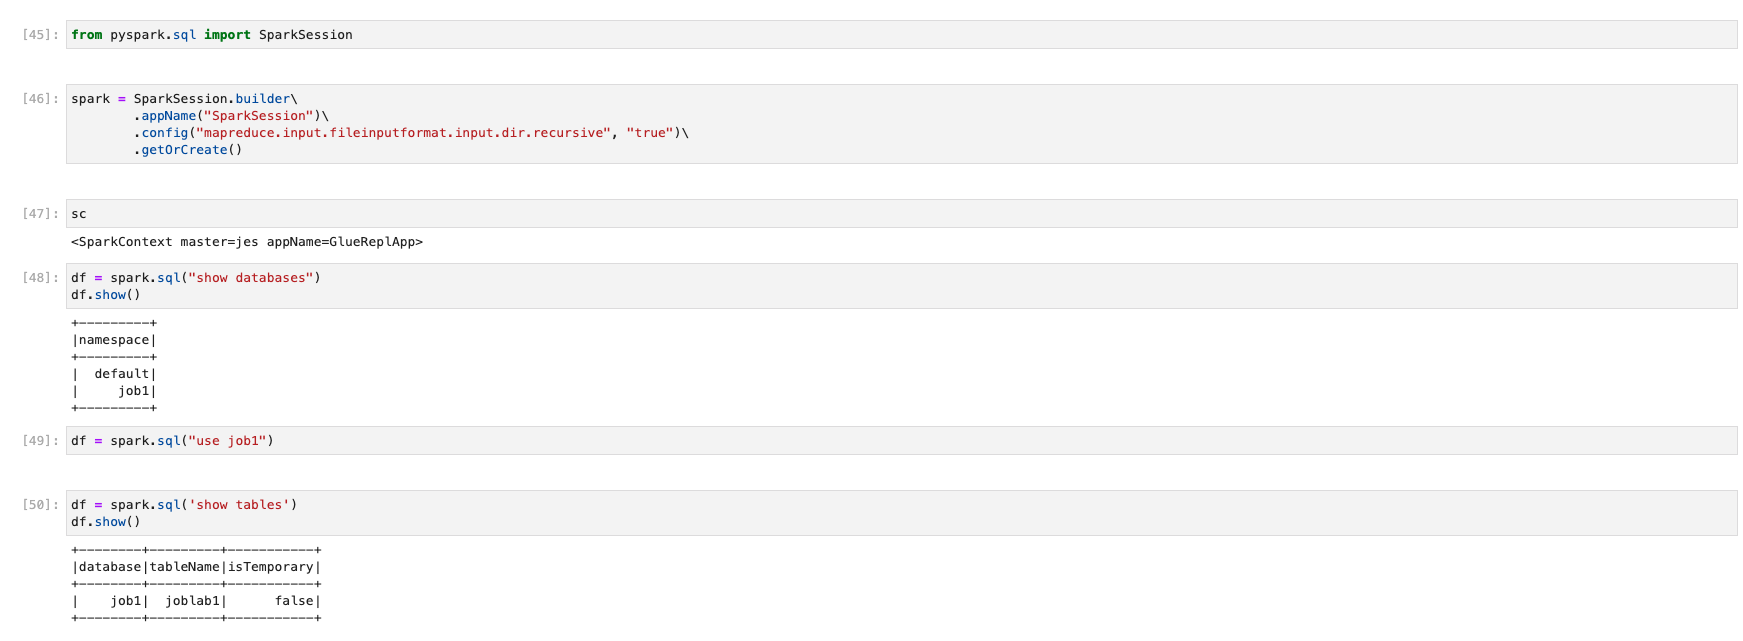 [45]: from pyspark.sql import SparkSession
[46]: spark = SparkSession.builder\
.appName("SparkSession")\
.config("mapreduce.input.fileinputformat.input.dir.recursive", "true")\
.getOrCreate()
[47]: sc
<SparkContext master=jes appName=GlueReplApp>
[48]: df = spark.sql("show databases")
df.show()
+---------+
|namespace|
+---------+
|  default|
|     job1|
+---------+
[49]: df = spark.sql("use job1")
[50]: df = spark.sql('show tables')
df.show()
+--------+---------+-----------+
|database|tableName|isTemporary|
+--------+---------+-----------+
|    job1|  joblab1|      false|
+--------+---------+-----------+